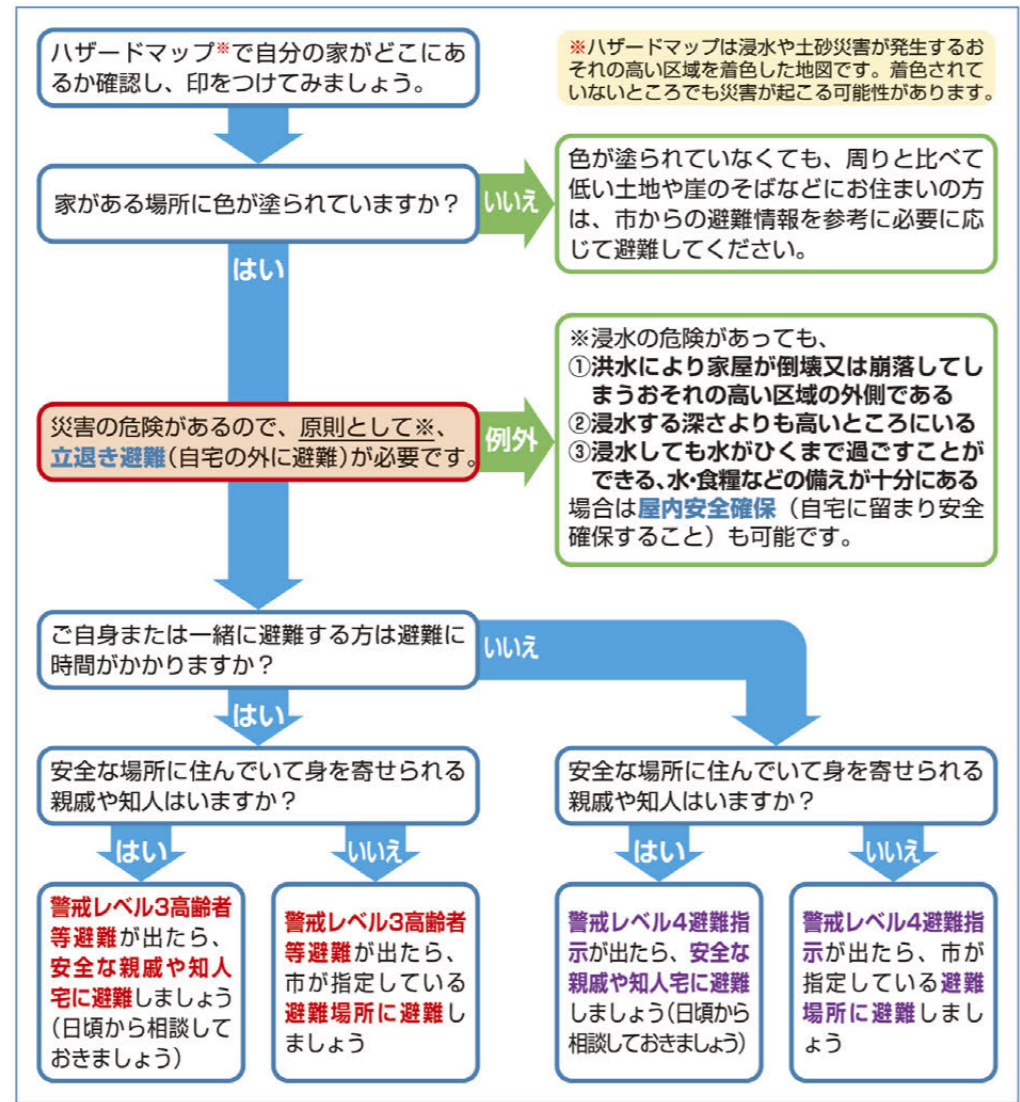 ハザードマップ※で自分の家がどこにあ
るか確認し、印をつけてみましょう。
※ハザードマップは浸水や土砂災害が発生するお
それの高い区域を着色した地図です。着色されて
いないところでも災害が起こる可能性があります。
家がある場所に色が塗られていますか？
いいえ
色が塗られていなくても、周りと比べて
低い土地や崖のそばなどにお住まいの方
は、市からの避難情報を参考に必要に応
じて避難してください。
はい
災害の危険があるので、原則として※、
立退き避難(自宅の外に避難)が必要です。
例外
※浸水の危険があっても、
①洪水により家屋が倒壊又は崩落してし
まうおそれの高い区域の外側である
②浸水する深さよりも高いところにいる
③浸水しても水がひくまで過ごすことが
できる、水・食糧などの備えが十分にある
場合は屋内安全確保（自宅に留まり安全
確保すること）も可能です。
ご自身または一緒に避難する方は避難に
時間がかかりますか？
いいえ
はい
安全な場所に住んでいて身を寄せられる
親戚や知人はいますか？
はい
いいえ
警戒レベル3高齢者
等避難が出たら、
安全な親戚や知人
宅に避難しましょう
(日頃から相談して
おきましょう)
警戒レベル3高齢者
等避難が出たら、
市が指定している
避難場所に避難し
ましょう
安全な場所に住んでいて身を寄せられる
親戚や知人はいますか？
はい
いいえ
警戒レベル4避難指
示が出たら、安全な
親戚や知人宅に避難
しましょう(日頃から
相談しておきましょう)
警戒レベル4避難指
示が出たら、市が
指定している避難
場所に避難しまし
ょう